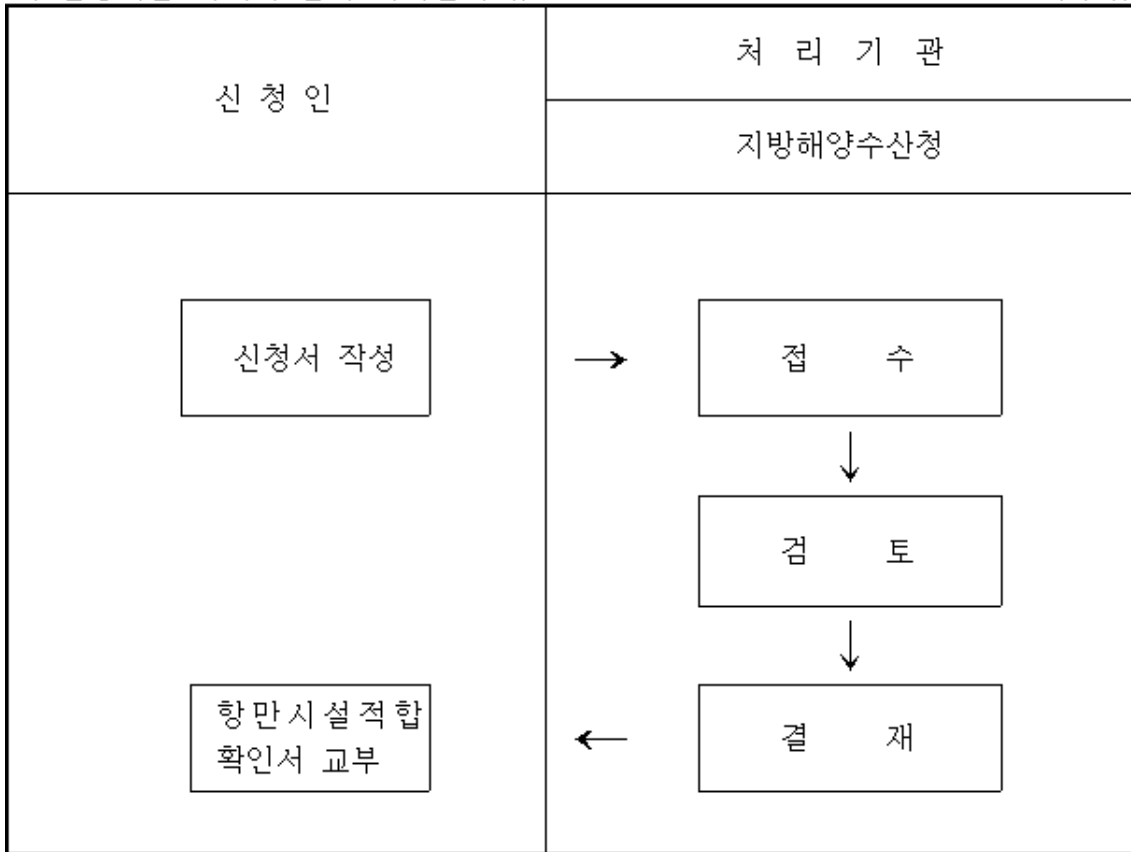 신 청 인
처 리 기 관
지방해양수산청
신청서 작성
→
접 수
↓
검 토
↓
항만시설적합
확인서 교부
←
결 재